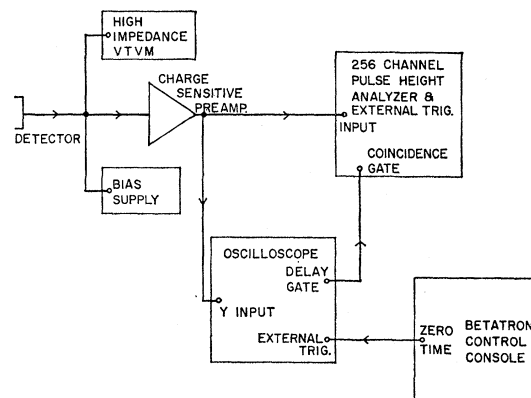 HIGH
IMPEDANCE
VTVM
CHARGE
SENSITIVE
PREAMP.
256 CHANNEL
PULSE HEIGHT
ANALYZER &
EXTERNAL TRIG.
INPUT
COINCIDENCE
GATE
DETECTOR
BIAS
SUPPLY
OSCILLOSCOPE
DELAY
GATE
Y INPUT
EXTERNAL
TRIG.
ZERO
TIME
BETATRON
CONTROL
CONSOLE